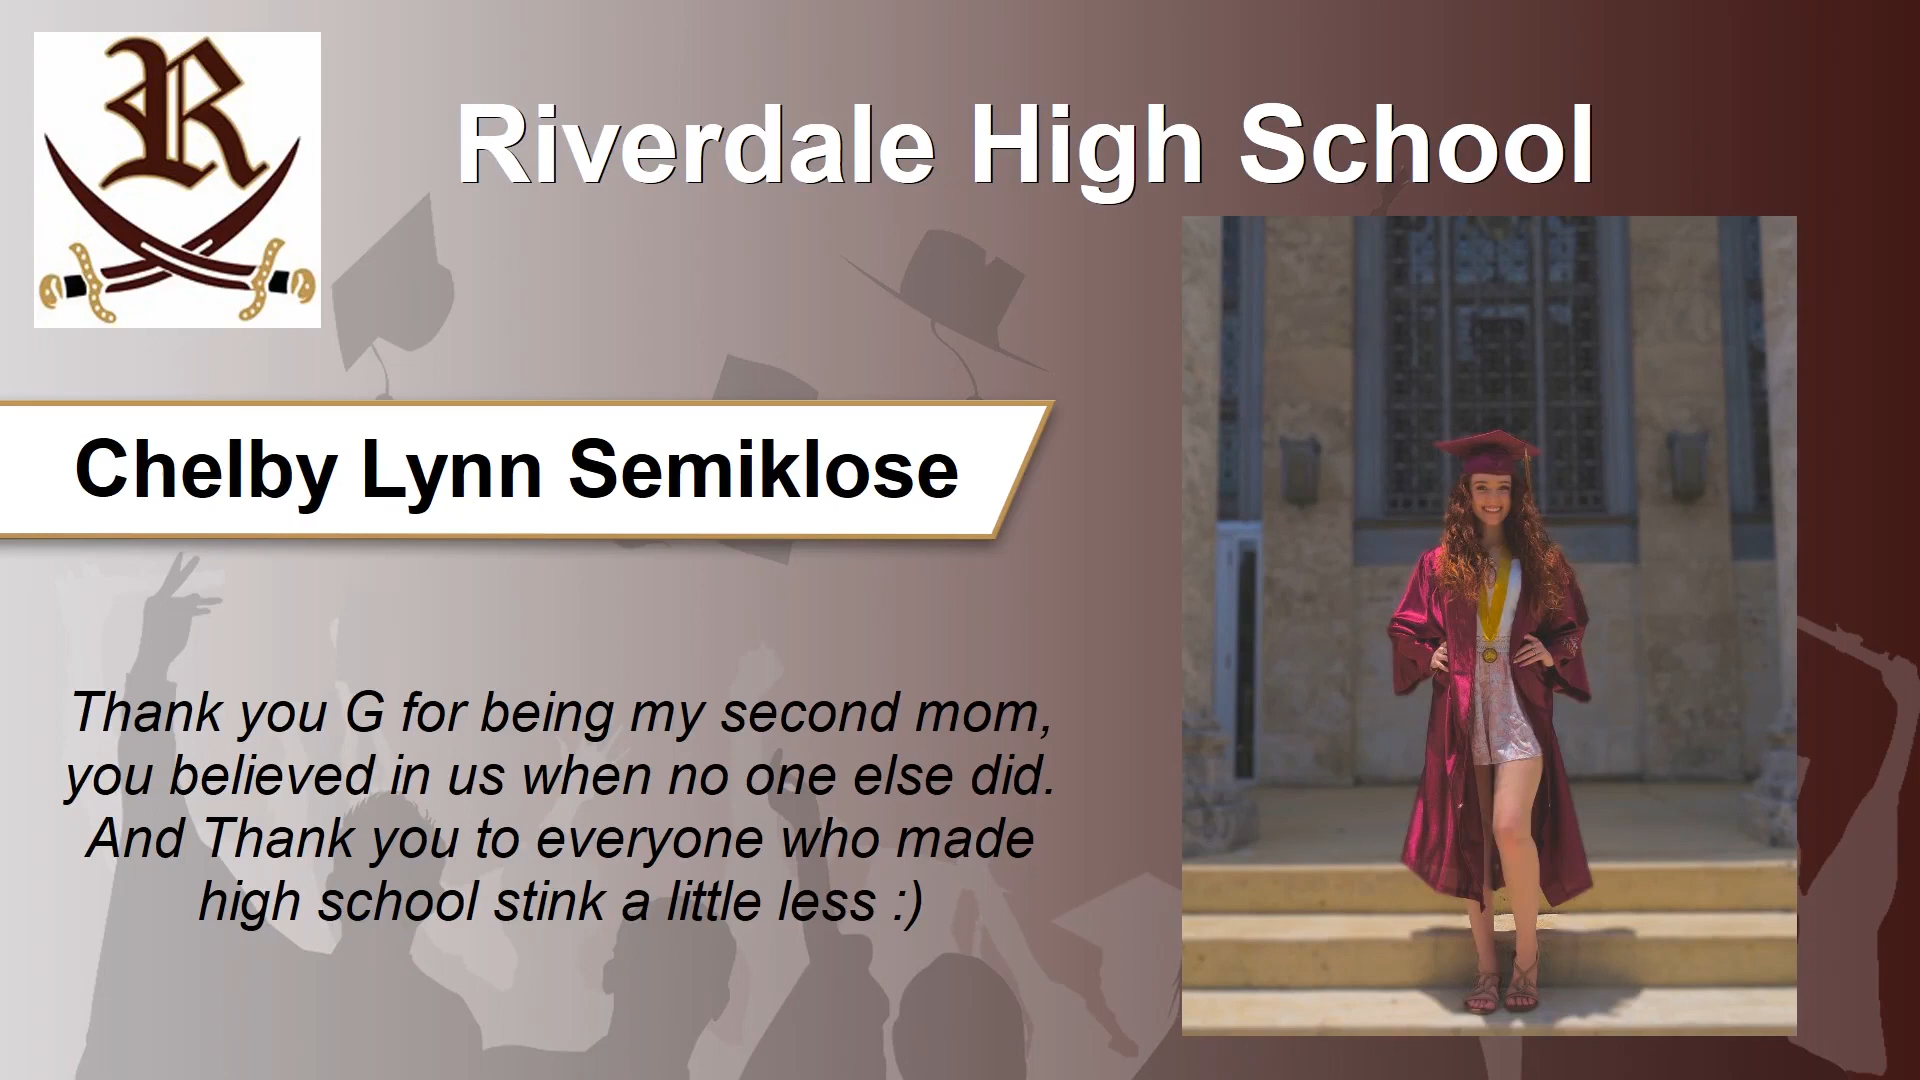 R
Riverdale High School
Chelby Lynn Semiklose
Thank you G for being my second mom,
you believed in us when no one else did.
And Thank you to everyone who made
high school stink a little less :)